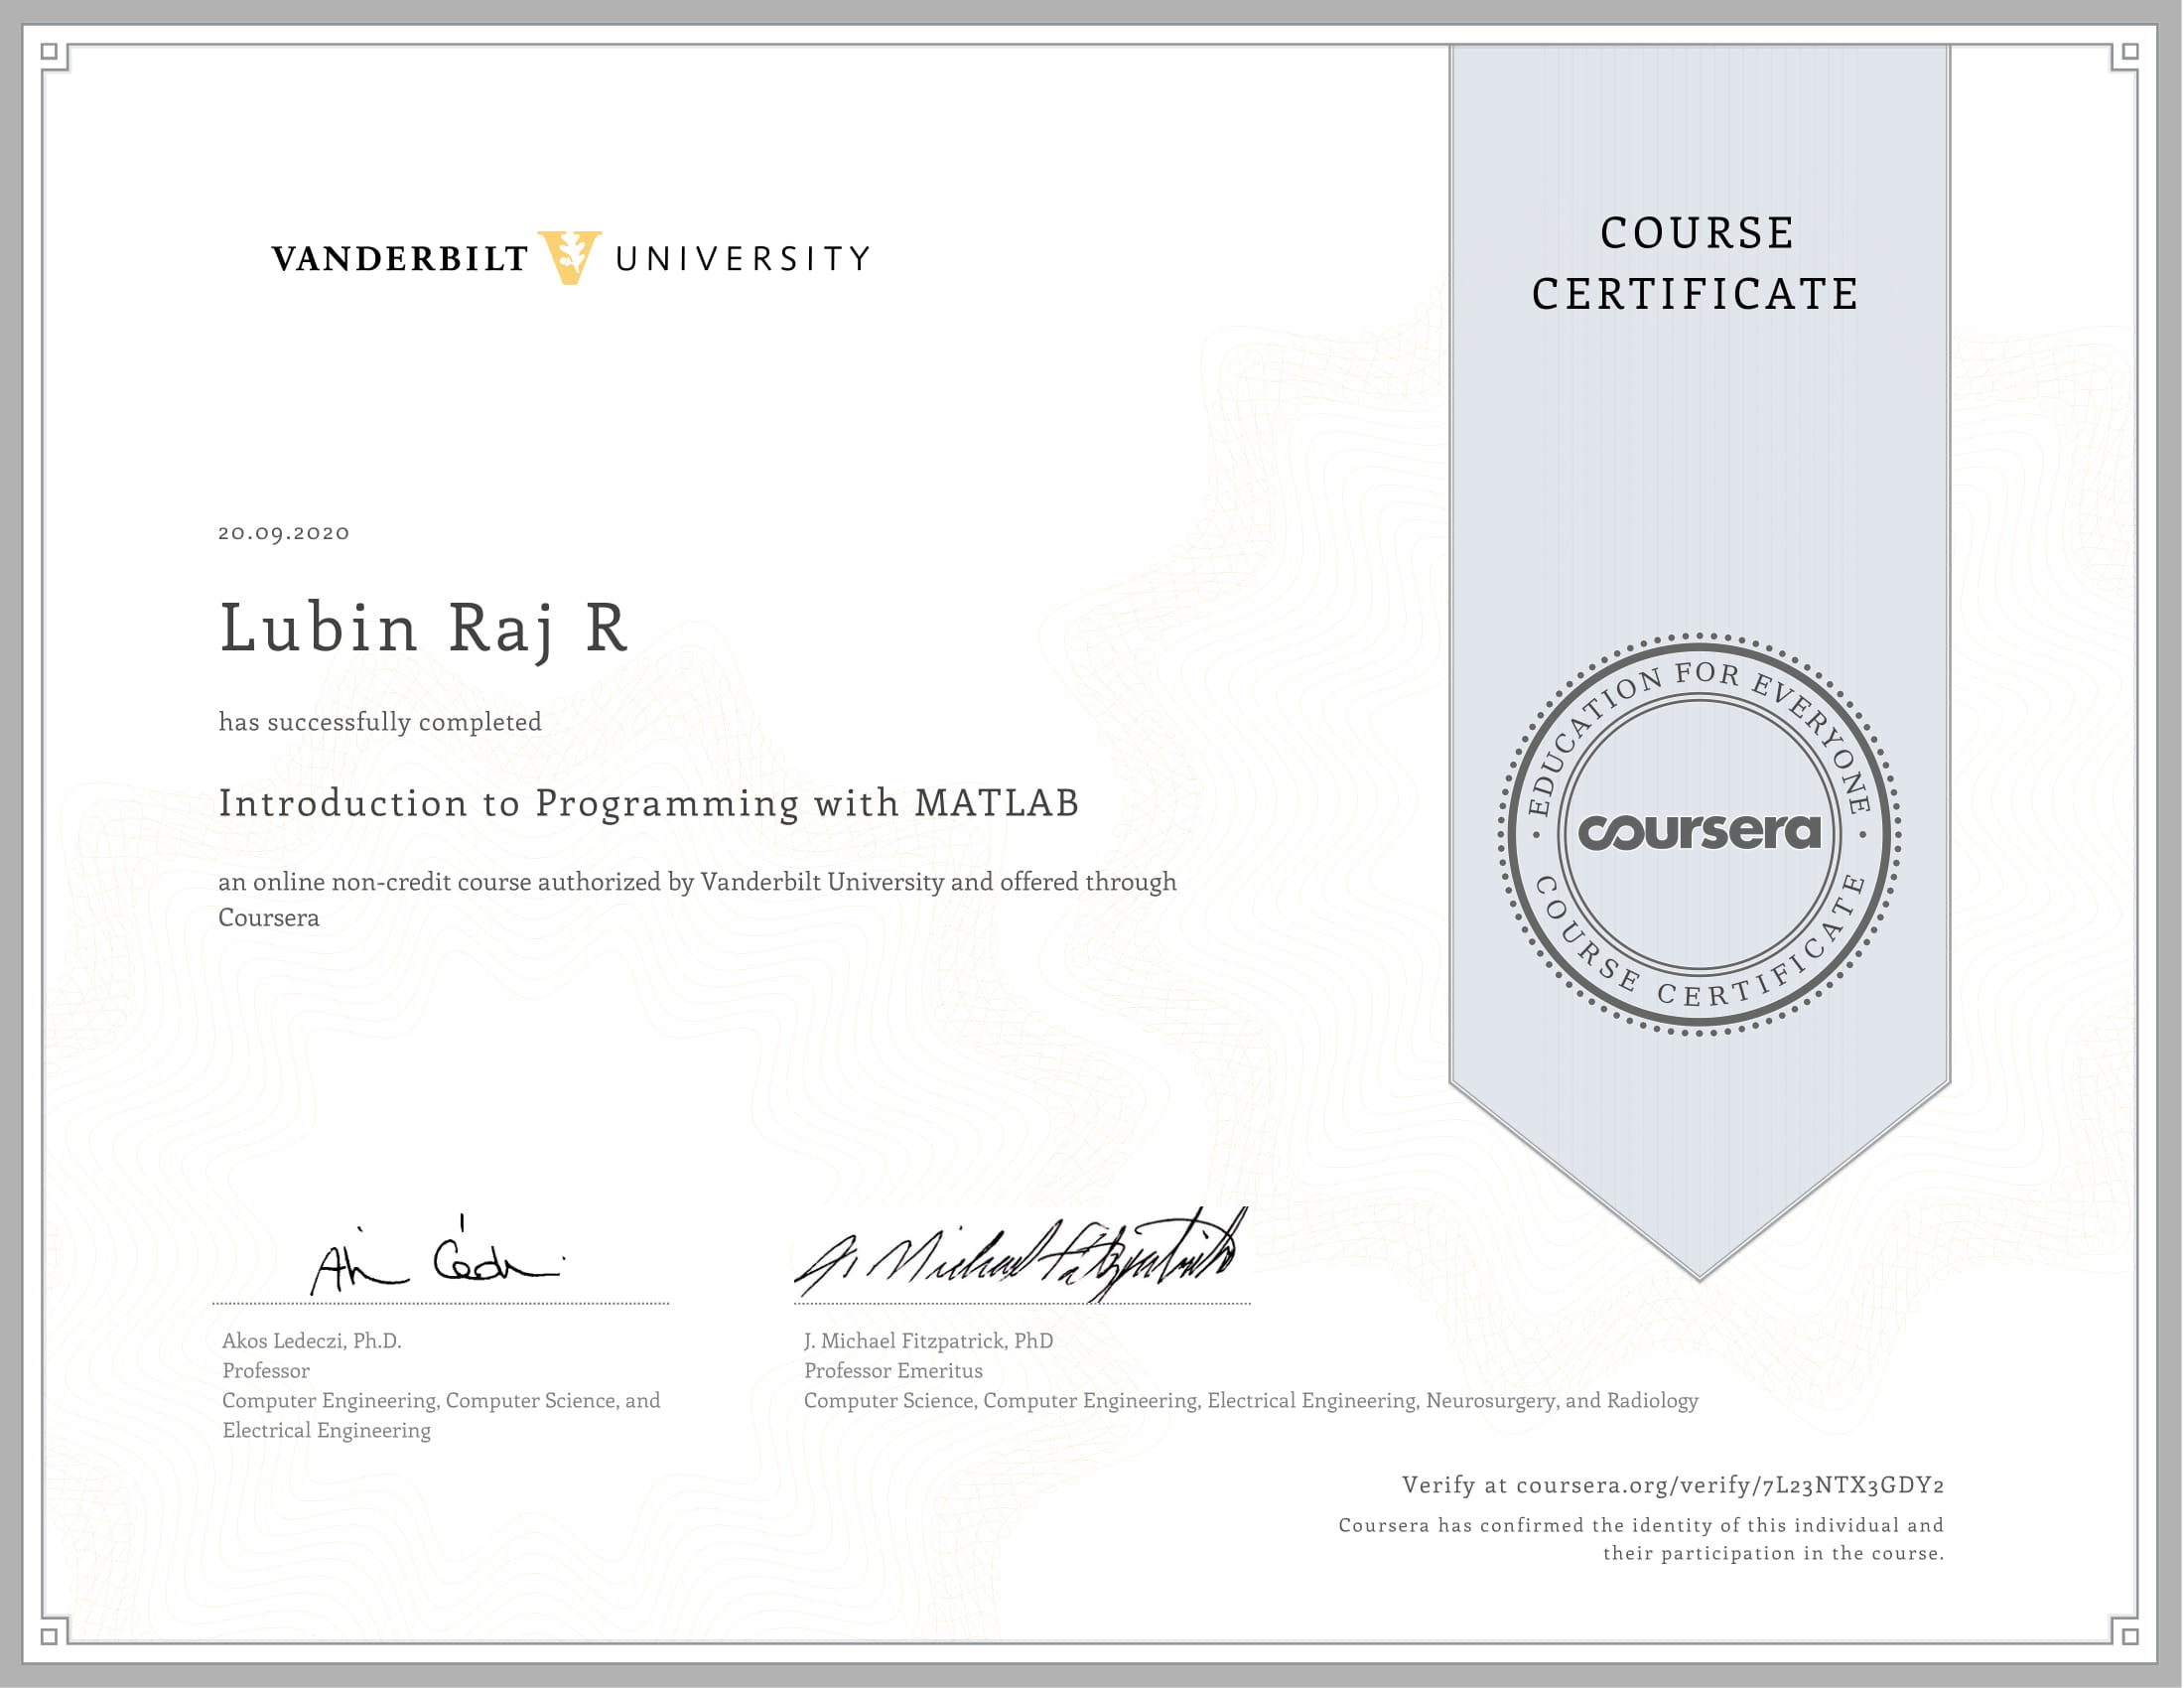 VANDERBILT UNIVERSITY
COURSE
CERTIFICATE
20.09.2020
Lubin Raj R
has successfully completed
Introduction to Programming with MATLAB
an online non-credit course authorized by Vanderbilt University and offered through
Coursera
EDUCATION FOR EVERYONE
coursera
COURSE CERTIFICATE
J. Michael Fitzpatrick
Akos Ledeczi, Ph.D.
Professor
Computer Engineering, Computer Science, and
Electrical Engineering
J. Michael Fitzpatrick, PhD
Professor Emeritus
Computer Science, Computer Engineering, Electrical Engineering, Neurosurgery, and Radiology
Verify at coursera.org/verify/7L23NTX3GDY2
Coursera has confirmed the identity of this individual and
their participation in the course.